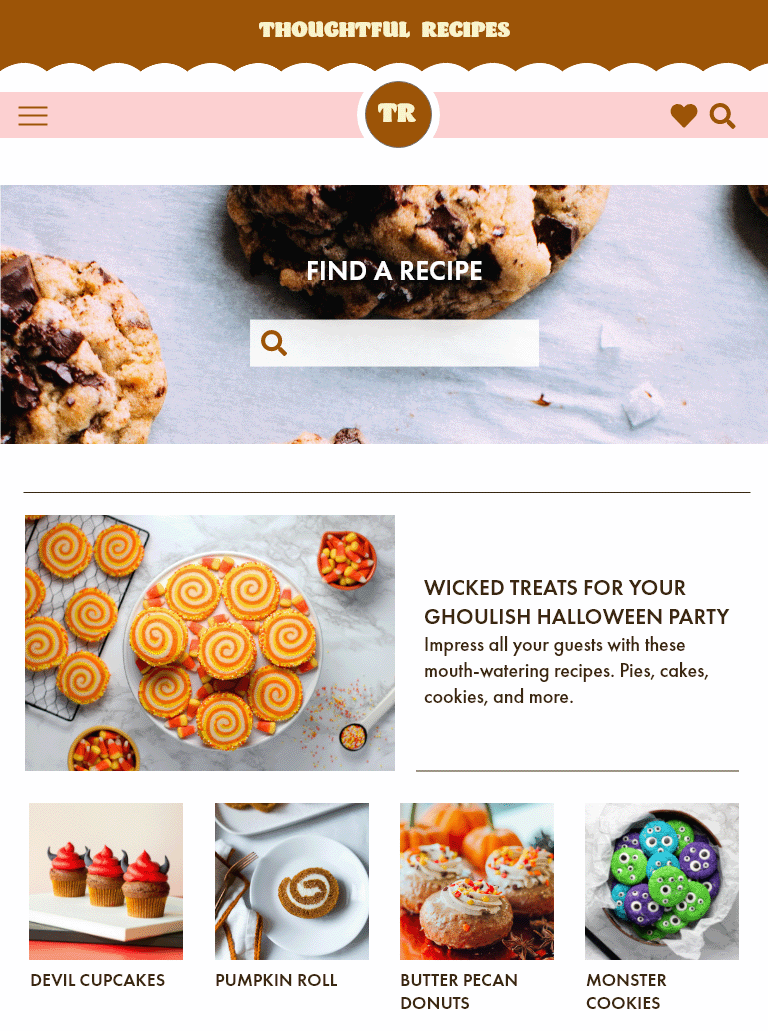 THOUGHTFUL RECIPES
TR
FIND A RECIPE
WICKED TREATS FOR YOUR
GHOULISH HALLOWEEN PARTY
Impress all your guests with these
mouth-watering recipes. Pies, cakes,
cookies, and more.
DEVIL CUPCAKES
PUMPKIN ROLL
BUTTER PECAN
DONUTS
MONSTER
COOKIES